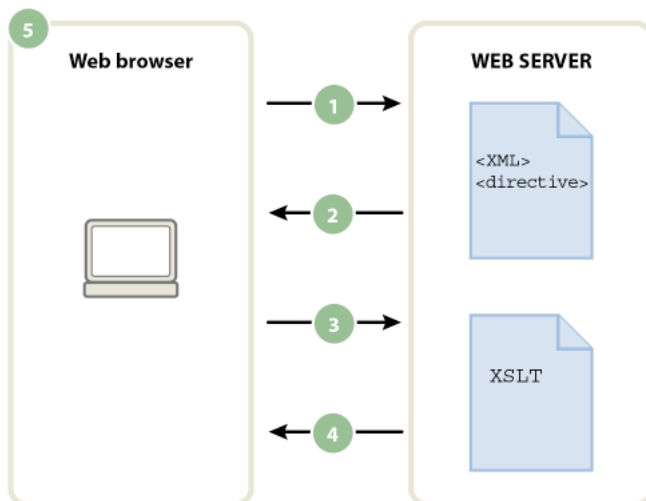 5
Web browser
WEB SERVER
1
<XML>
<directive>
2
3
XSLT
4